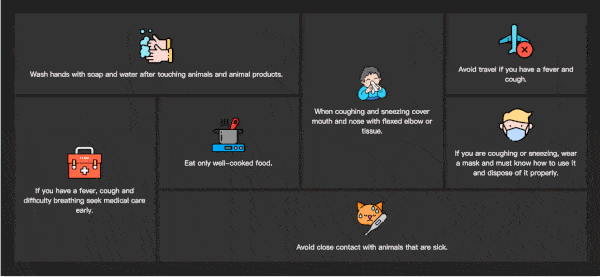 Wash hands with soap and water after touching animals and animal products.
When coughing and sneezing cover
mouth and nose with flexed elbow or
tissue.
Avoid travel if you have a fever and
cough.
If you have a fever, cough and
difficulty breathing seek medical care
early.
Eat only well-cooked food.
If you are coughing or sneezing, wear
a mask and must know how to use it
and dispose of it properly.
Avoid close contact with animals that are sick.